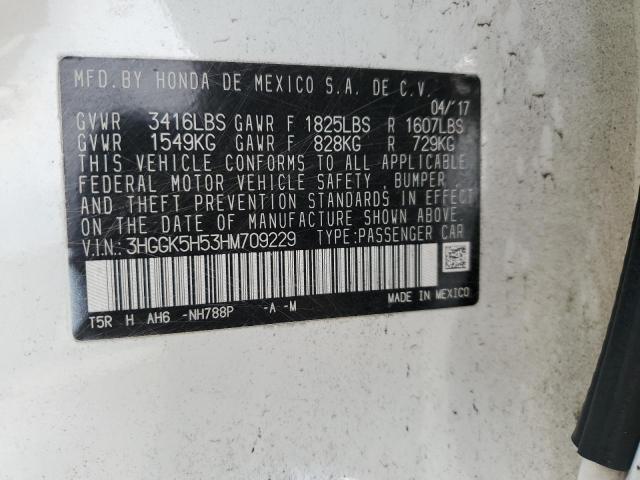 MFD. BY HONDA DE MEXICO S.A. DE C.V.
04/'17
GVWR 3416LBS GAWR F 1825LBS R 1607LBS
GVWR 1549KG GAWR F 828KG R 729KG
THIS VEHICLE CONFORMS TO ALL APPLICABLE
FEDERAL MOTOR VEHICLE SAFETY, BUMPER,
AND THEFT PREVENTION STANDARDS IN EFFECT
ON THE DATE OF MANUFACTURE SHOWN ABOVE.
V.I.N.: 3HGGK5H53HM709229 TYPE:PASSENGER CAR
MADE IN MEXICO
T5R H AH6 -NH788P -A -M